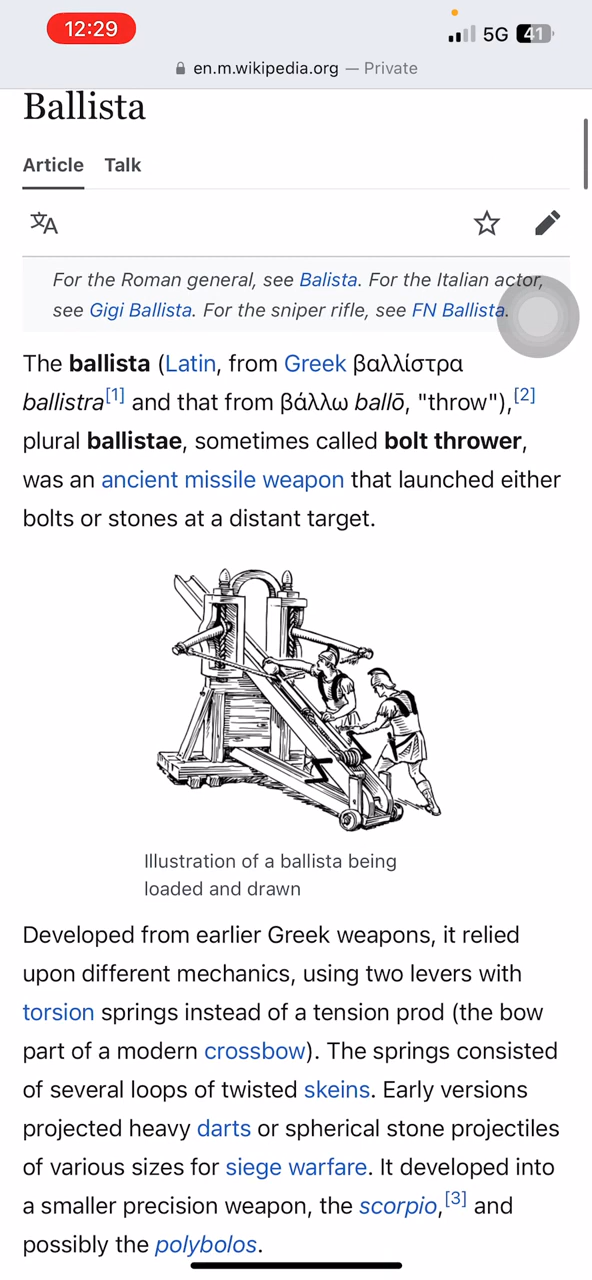 12:29
5G 41
en.m.wikipedia.org — Private
Ballista
Article Talk
For the Roman general, see Balista. For the Italian actor,
see Gigi Ballista. For the sniper rifle, see FN Ballista.
The ballista (Latin, from Greek βαλλίστρα
ballistra[1] and that from βάλλω ballō, "throw"),[2]
plural ballistae, sometimes called bolt thrower,
was an ancient missile weapon that launched either
bolts or stones at a distant target.
Illustration of a ballista being
loaded and drawn
Developed from earlier Greek weapons, it relied
upon different mechanics, using two levers with
torsion springs instead of a tension prod (the bow
part of a modern crossbow). The springs consisted
of several loops of twisted skeins. Early versions
projected heavy darts or spherical stone projectiles
of various sizes for siege warfare. It developed into
a smaller precision weapon, the scorpio,[3] and
possibly the polybolos.